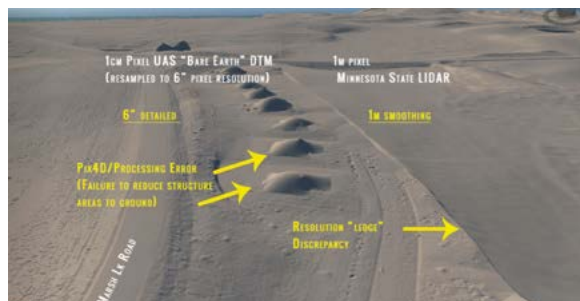 1cm Pixel UAS "Bare Earth" DTM
(resampled to 6" pixel resolution)
1m pixel
Minnesota State LIDAR
6" detailed
1m smoothing
Pix4D/Processing Error
(Failure to reduce structure
areas to ground)
Resolution "ledge"
Discrepancy
Marsh Lk Road